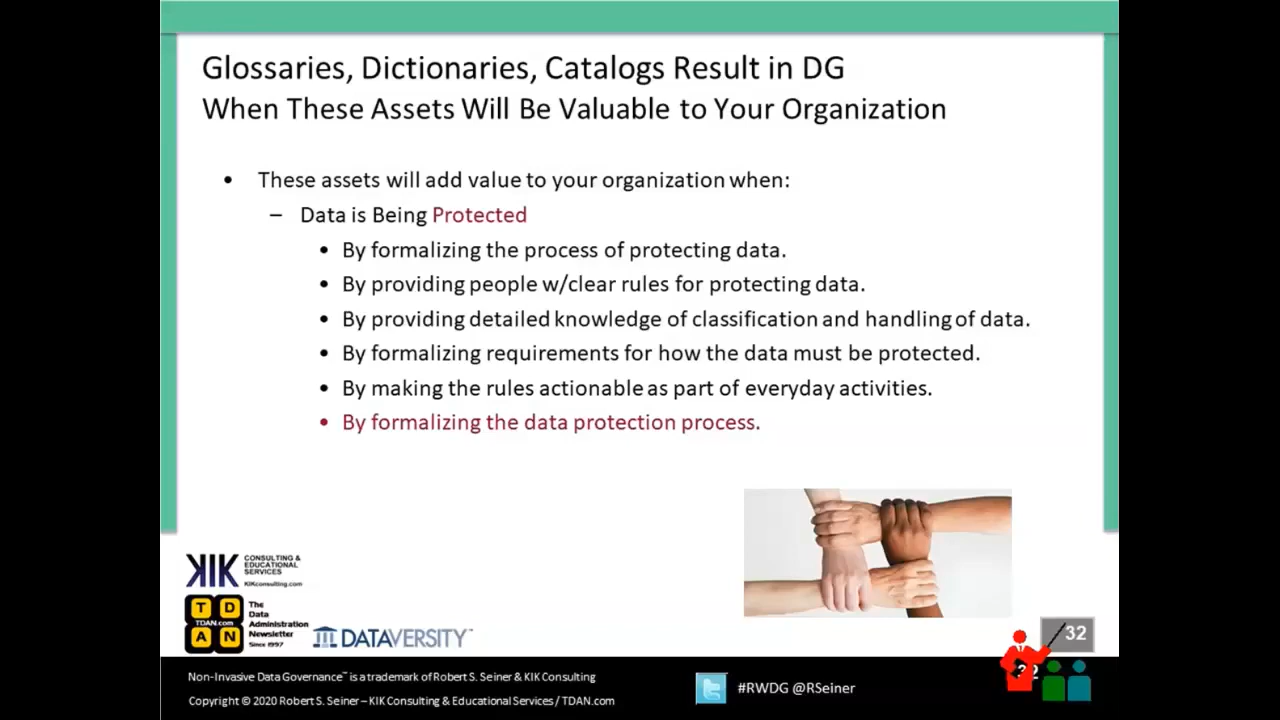 Glossaries, Dictionaries, Catalogs Result in DG
When These Assets Will Be Valuable to Your Organization
• These assets will add value to your organization when:
– Data is Being Protected
• By formalizing the process of protecting data.
• By providing people w/clear rules for protecting data.
• By providing detailed knowledge of classification and handling of data.
• By formalizing requirements for how the data must be protected.
• By making the rules actionable as part of everyday activities.
• By formalizing the data protection process.
KIK
CONSULTING &
EDUCATIONAL
SERVICES
KIKconsulting.com
T D
TDAN.com
A N
The
Data
Administration
Newsletter
Since 1997
DATAVERSITY™
32
Non-Invasive Data Governance™ is a trademark of Robert S. Seiner & KIK Consulting
Copyright © 2020 Robert S. Seiner – KIK Consulting & Educational Services / TDAN.com
#RWDG @RSeiner